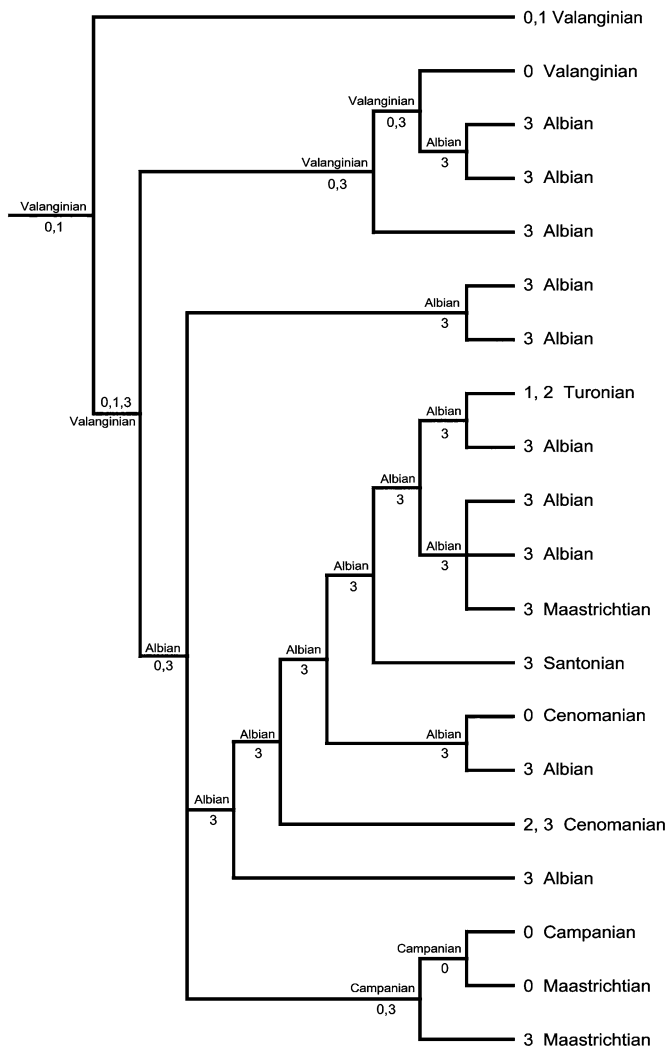 0,1 Valanginian
0 Valanginian
Valanginian
0,3
3 Albian
Albian
3
Valanginian
0,3
3 Albian
Valanginian
0,1
3 Albian
3 Albian
Albian
3
3 Albian
1, 2 Turonian
0,1,3
Valanginian
Albian
3
3 Albian
Albian
3
3 Albian
Albian
3
3 Albian
Albian
3
3 Maastrichtian
Albian
0,3
Albian
3
3 Santonian
0 Cenomanian
Albian
3
Albian
3
3 Albian
Albian
3
2, 3 Cenomanian
3 Albian
0 Campanian
Campanian
0
0 Maastrichtian
Campanian
0,3
3 Maastrichtian